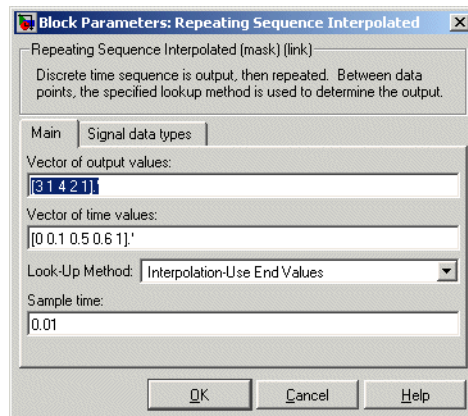 Block Parameters: Repeating Sequence Interpolated
Repeating Sequence Interpolated (mask) (link)
Discrete time sequence is output, then repeated. Between data
points, the specified lookup method is used to determine the output.
Main Signal data types
Vector of output values:
[3 1 4 2 1].'
Vector of time values:
[0 0.1 0.5 0.6 1].'
Look-Up Method: Interpolation-Use End Values
Sample time:
0.01
OK Cancel Help